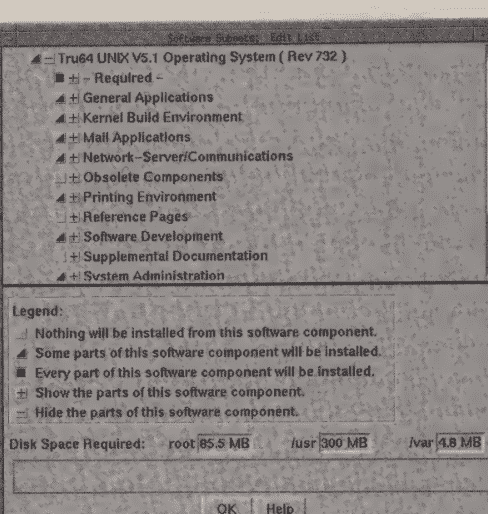 Software Subsets: Edit List
Tru64 UNIX V5.1 Operating System ( Rev 732 )
- Required -
General Applications
Kernel Build Environment
Mail Applications
Network-Server/Communications
Obsolete Components
Printing Environment
Reference Pages
Software Development
Supplemental Documentation
System Administration
Legend:
Nothing will be installed from this software component.
Some parts of this software component will be installed.
Every part of this software component will be installed.
Show the parts of this software component.
Hide the parts of this software component.
Disk Space Required: root 85.5 MB /usr 300 MB /var 4.8 MB
OK Help